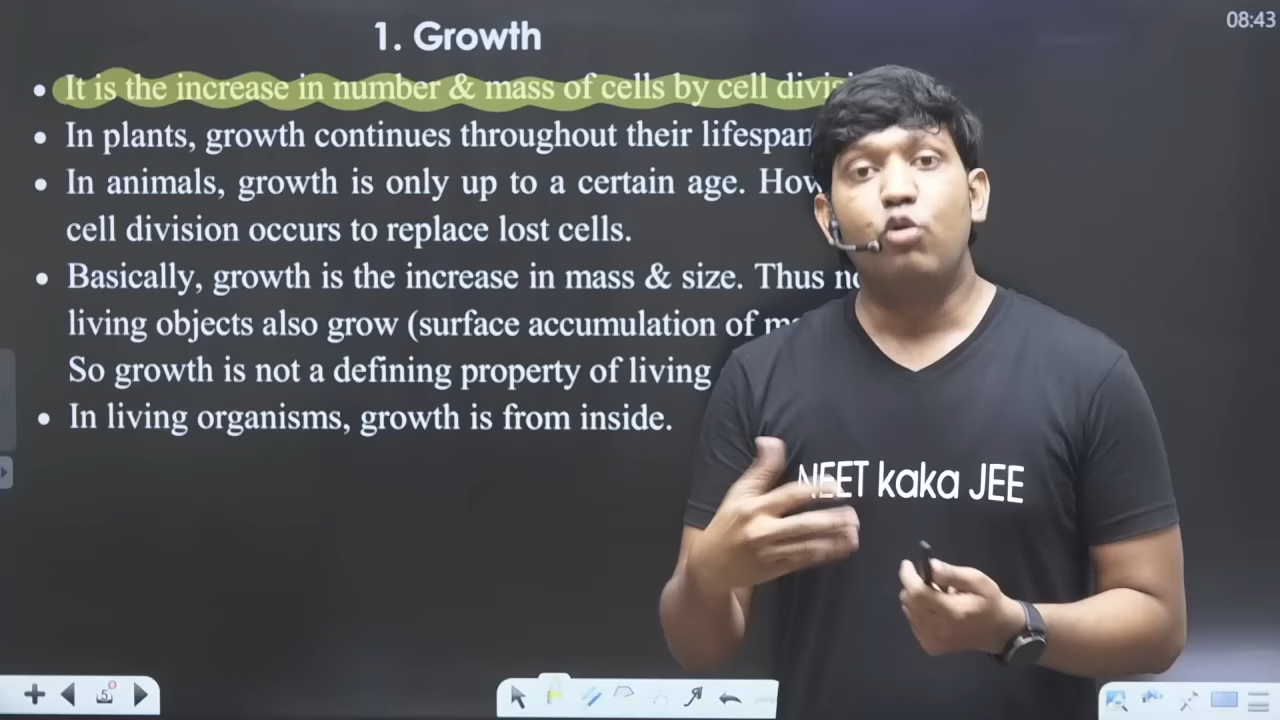 08:43
1. Growth
• It is the increase in number & mass of cells by cell
• In plants, growth continues throughout their lifespan
• In animals, growth is only up to a certain age.
cell division occurs to replace lost cells.
• Basically, growth is the increase in mass & size. Thus
living objects also grow (surface accumulation of
So growth is not a defining property of living
• In living organisms, growth is from inside.
NEET kaka JEE
5